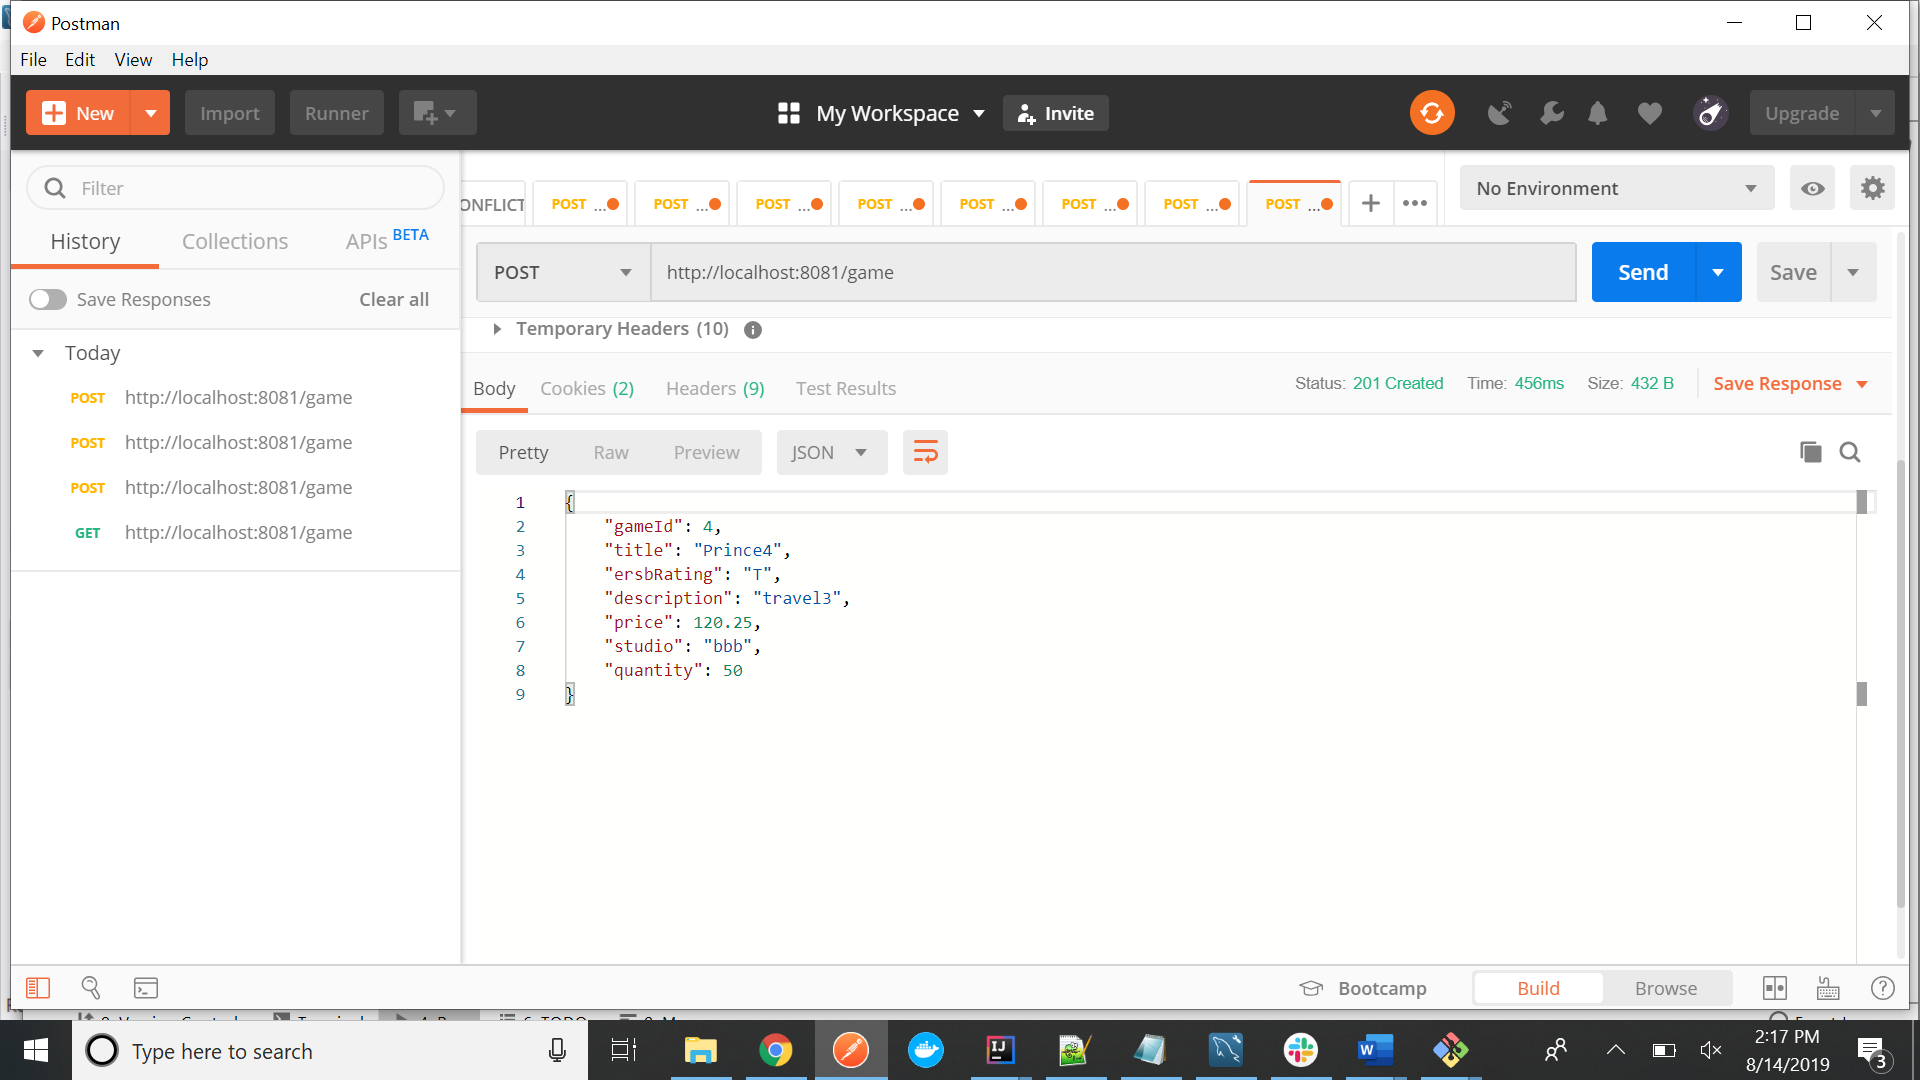 Postman
File Edit View Help
New Import Runner My Workspace Invite Upgrade
Filter
ONFLICT POST ... POST ... POST ... POST ... POST ... POST ... POST ... POST ... No Environment
History Collections APIs BETA
POST http://localhost:8081/game Send Save
Save Responses Clear all
Temporary Headers (10)
Today
Body Cookies (2) Headers (9) Test Results Status: 201 Created Time: 456ms Size: 432 B Save Response
POST http://localhost:8081/game
POST http://localhost:8081/game
POST http://localhost:8081/game
GET http://localhost:8081/game
Pretty Raw Preview JSON
1 {
2 "gameId": 4,
3 "title": "Prince4",
4 "ersbRating": "T",
5 "description": "travel3",
6 "price": 120.25,
7 "studio": "bbb",
8 "quantity": 50
9 }
Bootcamp Build Browse
Type here to search
2:17 PM
8/14/2019
3